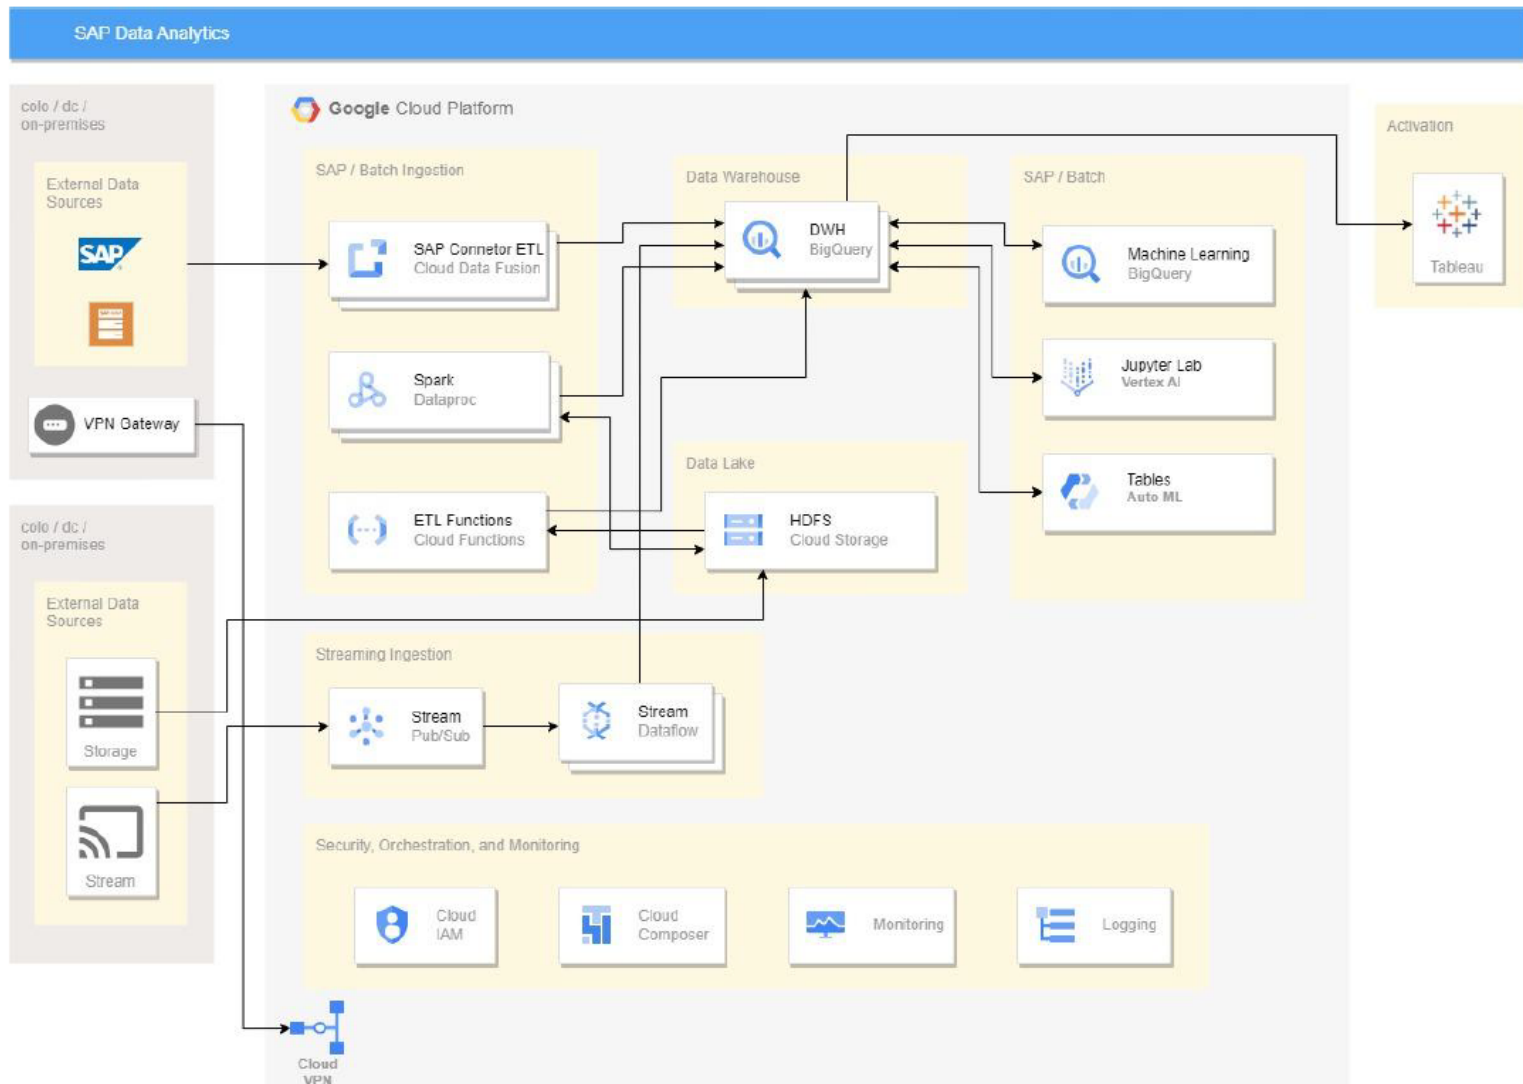 SAP Data Analytics
colo / dc /
on-premises
External Data
Sources
SAP
VPN Gateway
colo / dc /
on-premises
External Data
Sources
Storage
Stream
Google Cloud Platform
SAP / Batch Ingestion
SAP Connetor ETL
Cloud Data Fusion
Spark
Dataproc
ETL Functions
Cloud Functions
Data Warehouse
DWH
BigQuery
Data Lake
HDFS
Cloud Storage
SAP / Batch
Machine Learning
BigQuery
Jupyter Lab
Vertex AI
Tables
Auto ML
Activation
Tableau
Streaming Ingestion
Stream
Pub/Sub
Stream
Dataflow
Security, Orchestration, and Monitoring
Cloud
IAM
Cloud
Composer
Monitoring
Logging
Cloud
VPN